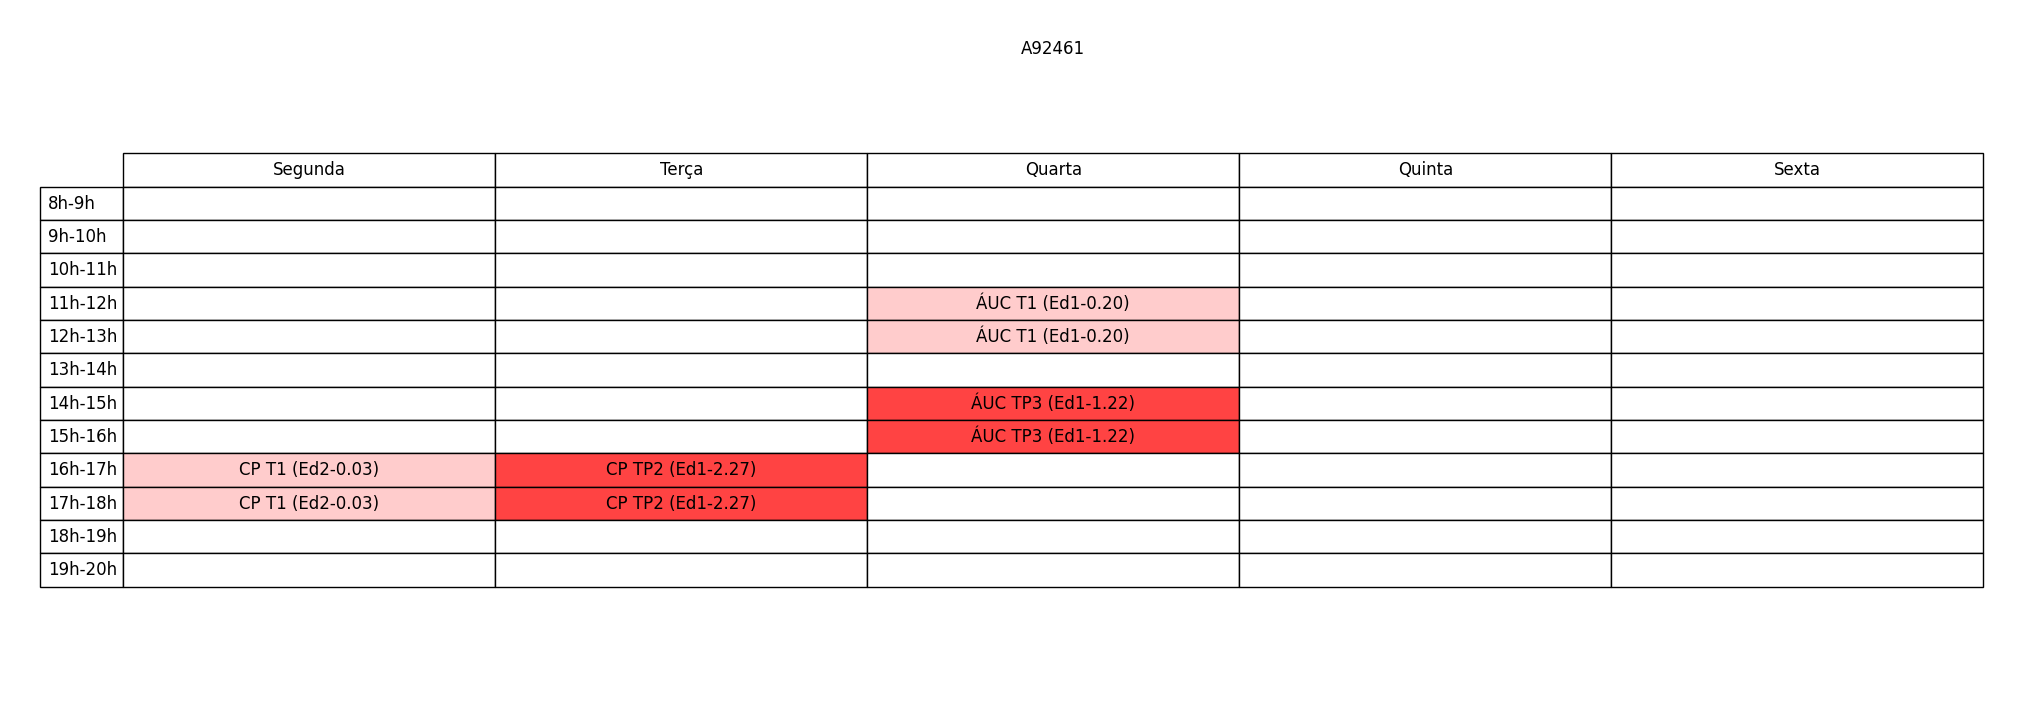 A92461
Segunda Terça Quarta Quinta Sexta
8h-9h
9h-10h
10h-11h
11h-12h ÁUC T1 (Ed1-0.20)
12h-13h ÁUC T1 (Ed1-0.20)
13h-14h
14h-15h ÁUC TP3 (Ed1-1.22)
15h-16h ÁUC TP3 (Ed1-1.22)
16h-17h CP T1 (Ed2-0.03) CP TP2 (Ed1-2.27)
17h-18h CP T1 (Ed2-0.03) CP TP2 (Ed1-2.27)
18h-19h
19h-20h